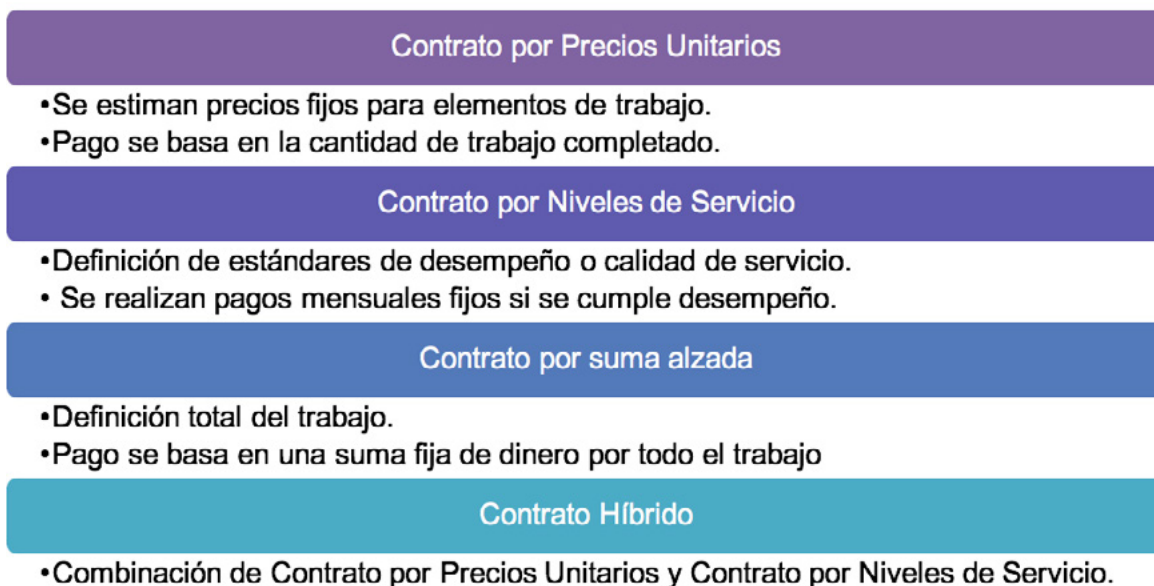 Contrato por Precios Unitarios
•Se estiman precios fijos para elementos de trabajo.
•Pago se basa en la cantidad de trabajo completado.
Contrato por Niveles de Servicio
•Definición de estándares de desempeño o calidad de servicio.
• Se realizan pagos mensuales fijos si se cumple desempeño.
Contrato por suma alzada
•Definición total del trabajo.
•Pago se basa en una suma fija de dinero por todo el trabajo
Contrato Híbrido
•Combinación de Contrato por Precios Unitarios y Contrato por Niveles de Servicio.